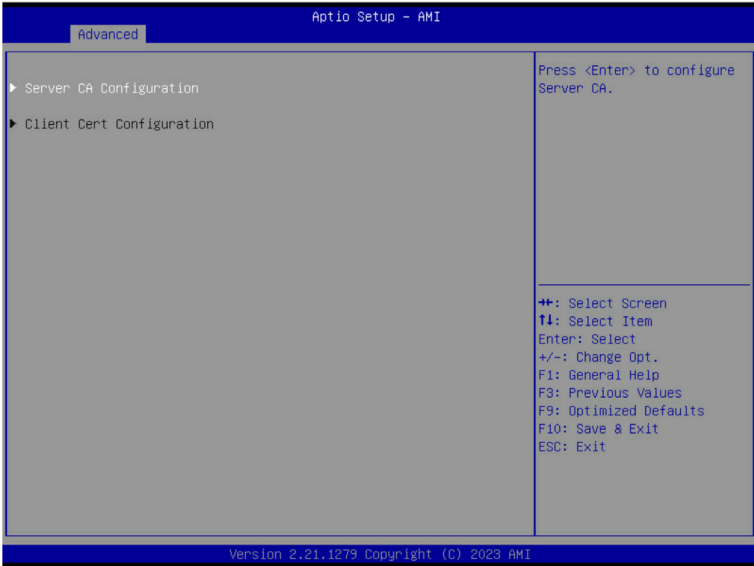 Aptio Setup – AMI
Advanced
Server CA Configuration
Client Cert Configuration
Press <Enter> to configure
Server CA.
→←: Select Screen
↑↓: Select Item
Enter: Select
+/-: Change Opt.
F1: General Help
F3: Previous Values
F9: Optimized Defaults
F10: Save & Exit
ESC: Exit
Version 2.21.1279 Copyright (C) 2023 AMI